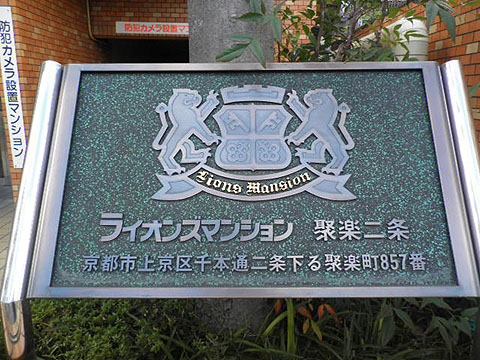 防犯カメラ設置マンション
防犯カメラ設置マン
Lions Mansion
ライオンズマンション 聚楽二条
京都市上京区千本通二条下る聚楽町857番